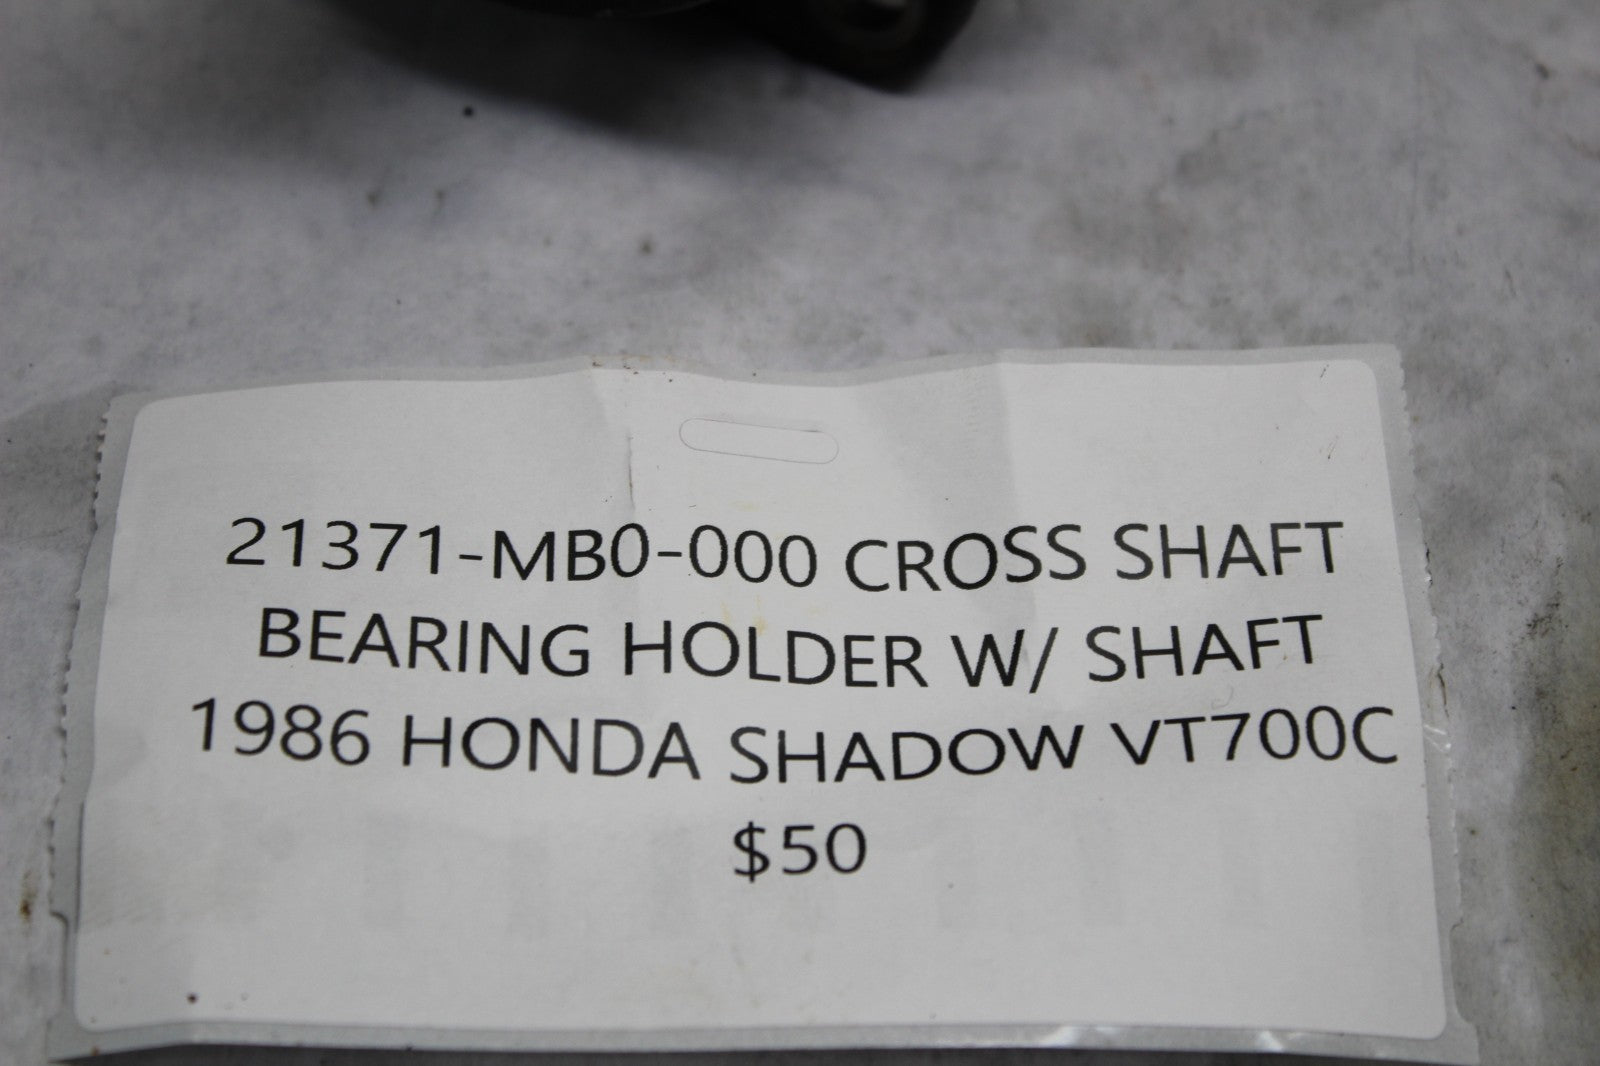 21371-MB0-000 CROSS SHAFT
BEARING HOLDER W/ SHAFT
1986 HONDA SHADOW VT700C
$50